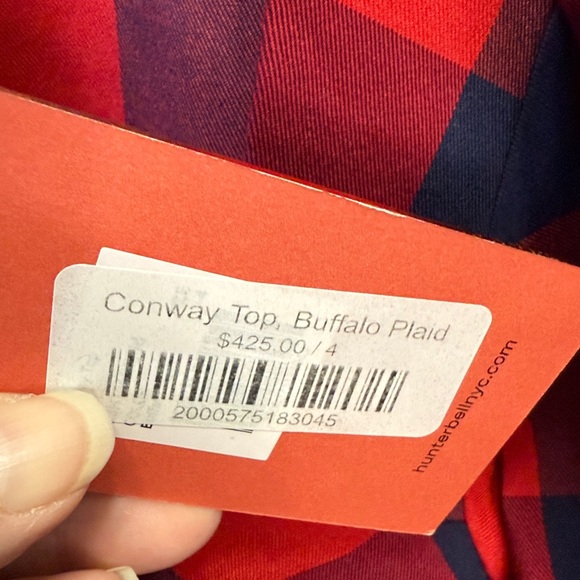 Conway Top, Buffalo Plaid
$425.00 / 4
2000575183045
hunterbellnyc.com